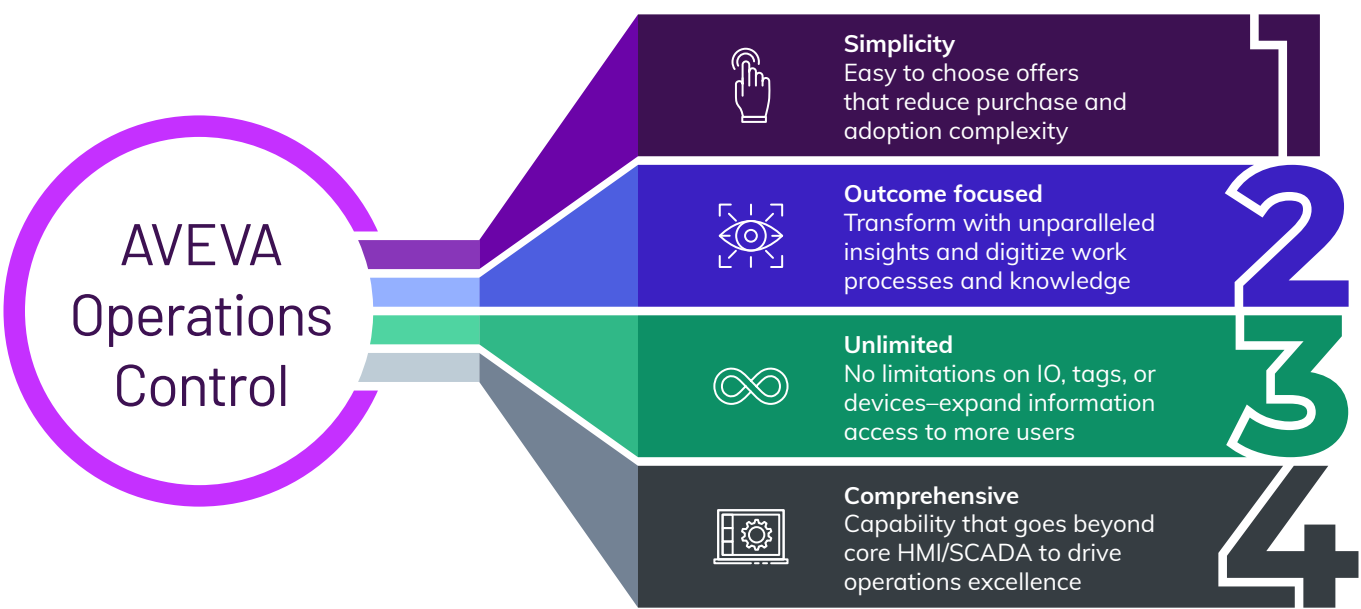 AVEVA
Operations
Control
Simplicity
Easy to choose offers
that reduce purchase and
adoption complexity
1
Outcome focused
Transform with unparalleled
insights and digitize work
processes and knowledge
2
Unlimited
No limitations on IO, tags, or
devices–expand information
access to more users
3
Comprehensive
Capability that goes beyond
core HMI/SCADA to drive
operations excellence
4